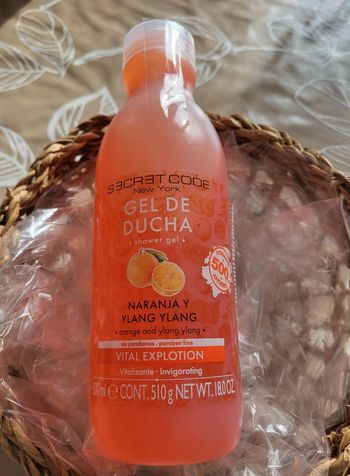 SECRET CODE
New York
GEL DE
DUCHA
• shower gel •
500
NARANJA Y
YLANG YLANG
• orange and ylang ylang •
sin parabenos - paraben free
VITAL EXPLOTION
Vitalizante - Invigorating
500ml e CONT. 510g NET WT. 18.0 OZ.